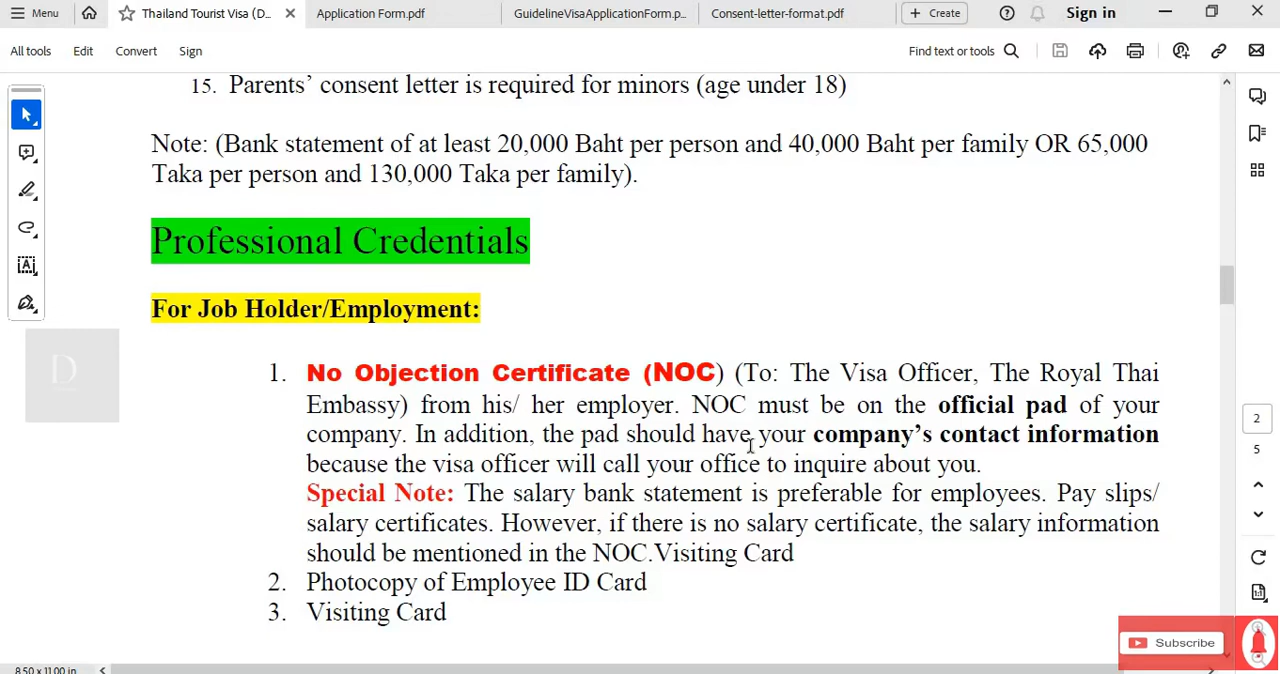 Menu
Thailand Tourist Visa (D...
Application Form.pdf
GuidelineVisaApplicationForm.p...
Consent-letter-format.pdf
+ Create
Sign in
All tools
Edit
Convert
Sign
Find text or tools
15. Parents’ consent letter is required for minors (age under 18)
Note: (Bank statement of at least 20,000 Baht per person and 40,000 Baht per family OR 65,000
Taka per person and 130,000 Taka per family).
Professional Credentials
For Job Holder/Employment:
1. No Objection Certificate (NOC) (To: The Visa Officer, The Royal Thai
Embassy) from his/ her employer. NOC must be on the official pad of your
company. In addition, the pad should have your company’s contact information
because the visa officer will call your office to inquire about you.
Special Note: The salary bank statement is preferable for employees. Pay slips/
salary certificates. However, if there is no salary certificate, the salary information
should be mentioned in the NOC.Visiting Card
2. Photocopy of Employee ID Card
3. Visiting Card
D
2
5
Subscribe
8.50 x 11.00 in